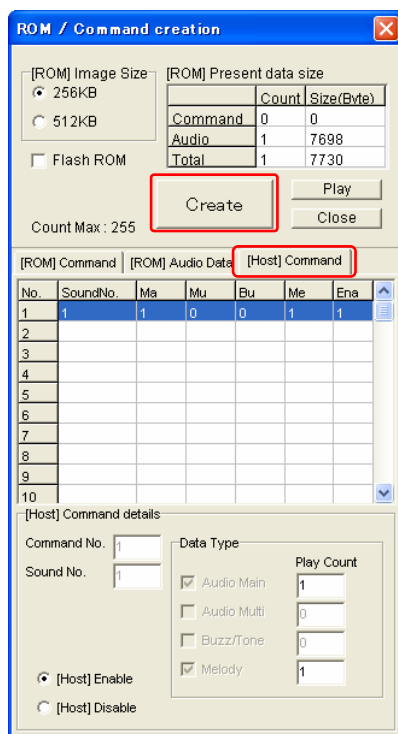 ROM / Command creation
[ROM] Image Size
256KB
512KB
Flash ROM
[ROM] Present data size
Count Size(Byte)
Command 0 0
Audio 1 7698
Total 1 7730
Create
Play
Close
Count Max : 255
[ROM] Command [ROM] Audio Data [Host] Command
No. SoundNo. Ma Mu Bu Me Ena
1 1 1 0 0 1 1
2
3
4
5
6
7
8
9
10
[Host] Command details
Command No. 1
Sound No. 1
[Host] Enable
[Host] Disable
Data Type
Play Count
Audio Main 1
Audio Multi 0
Buzz/Tone 0
Melody 1